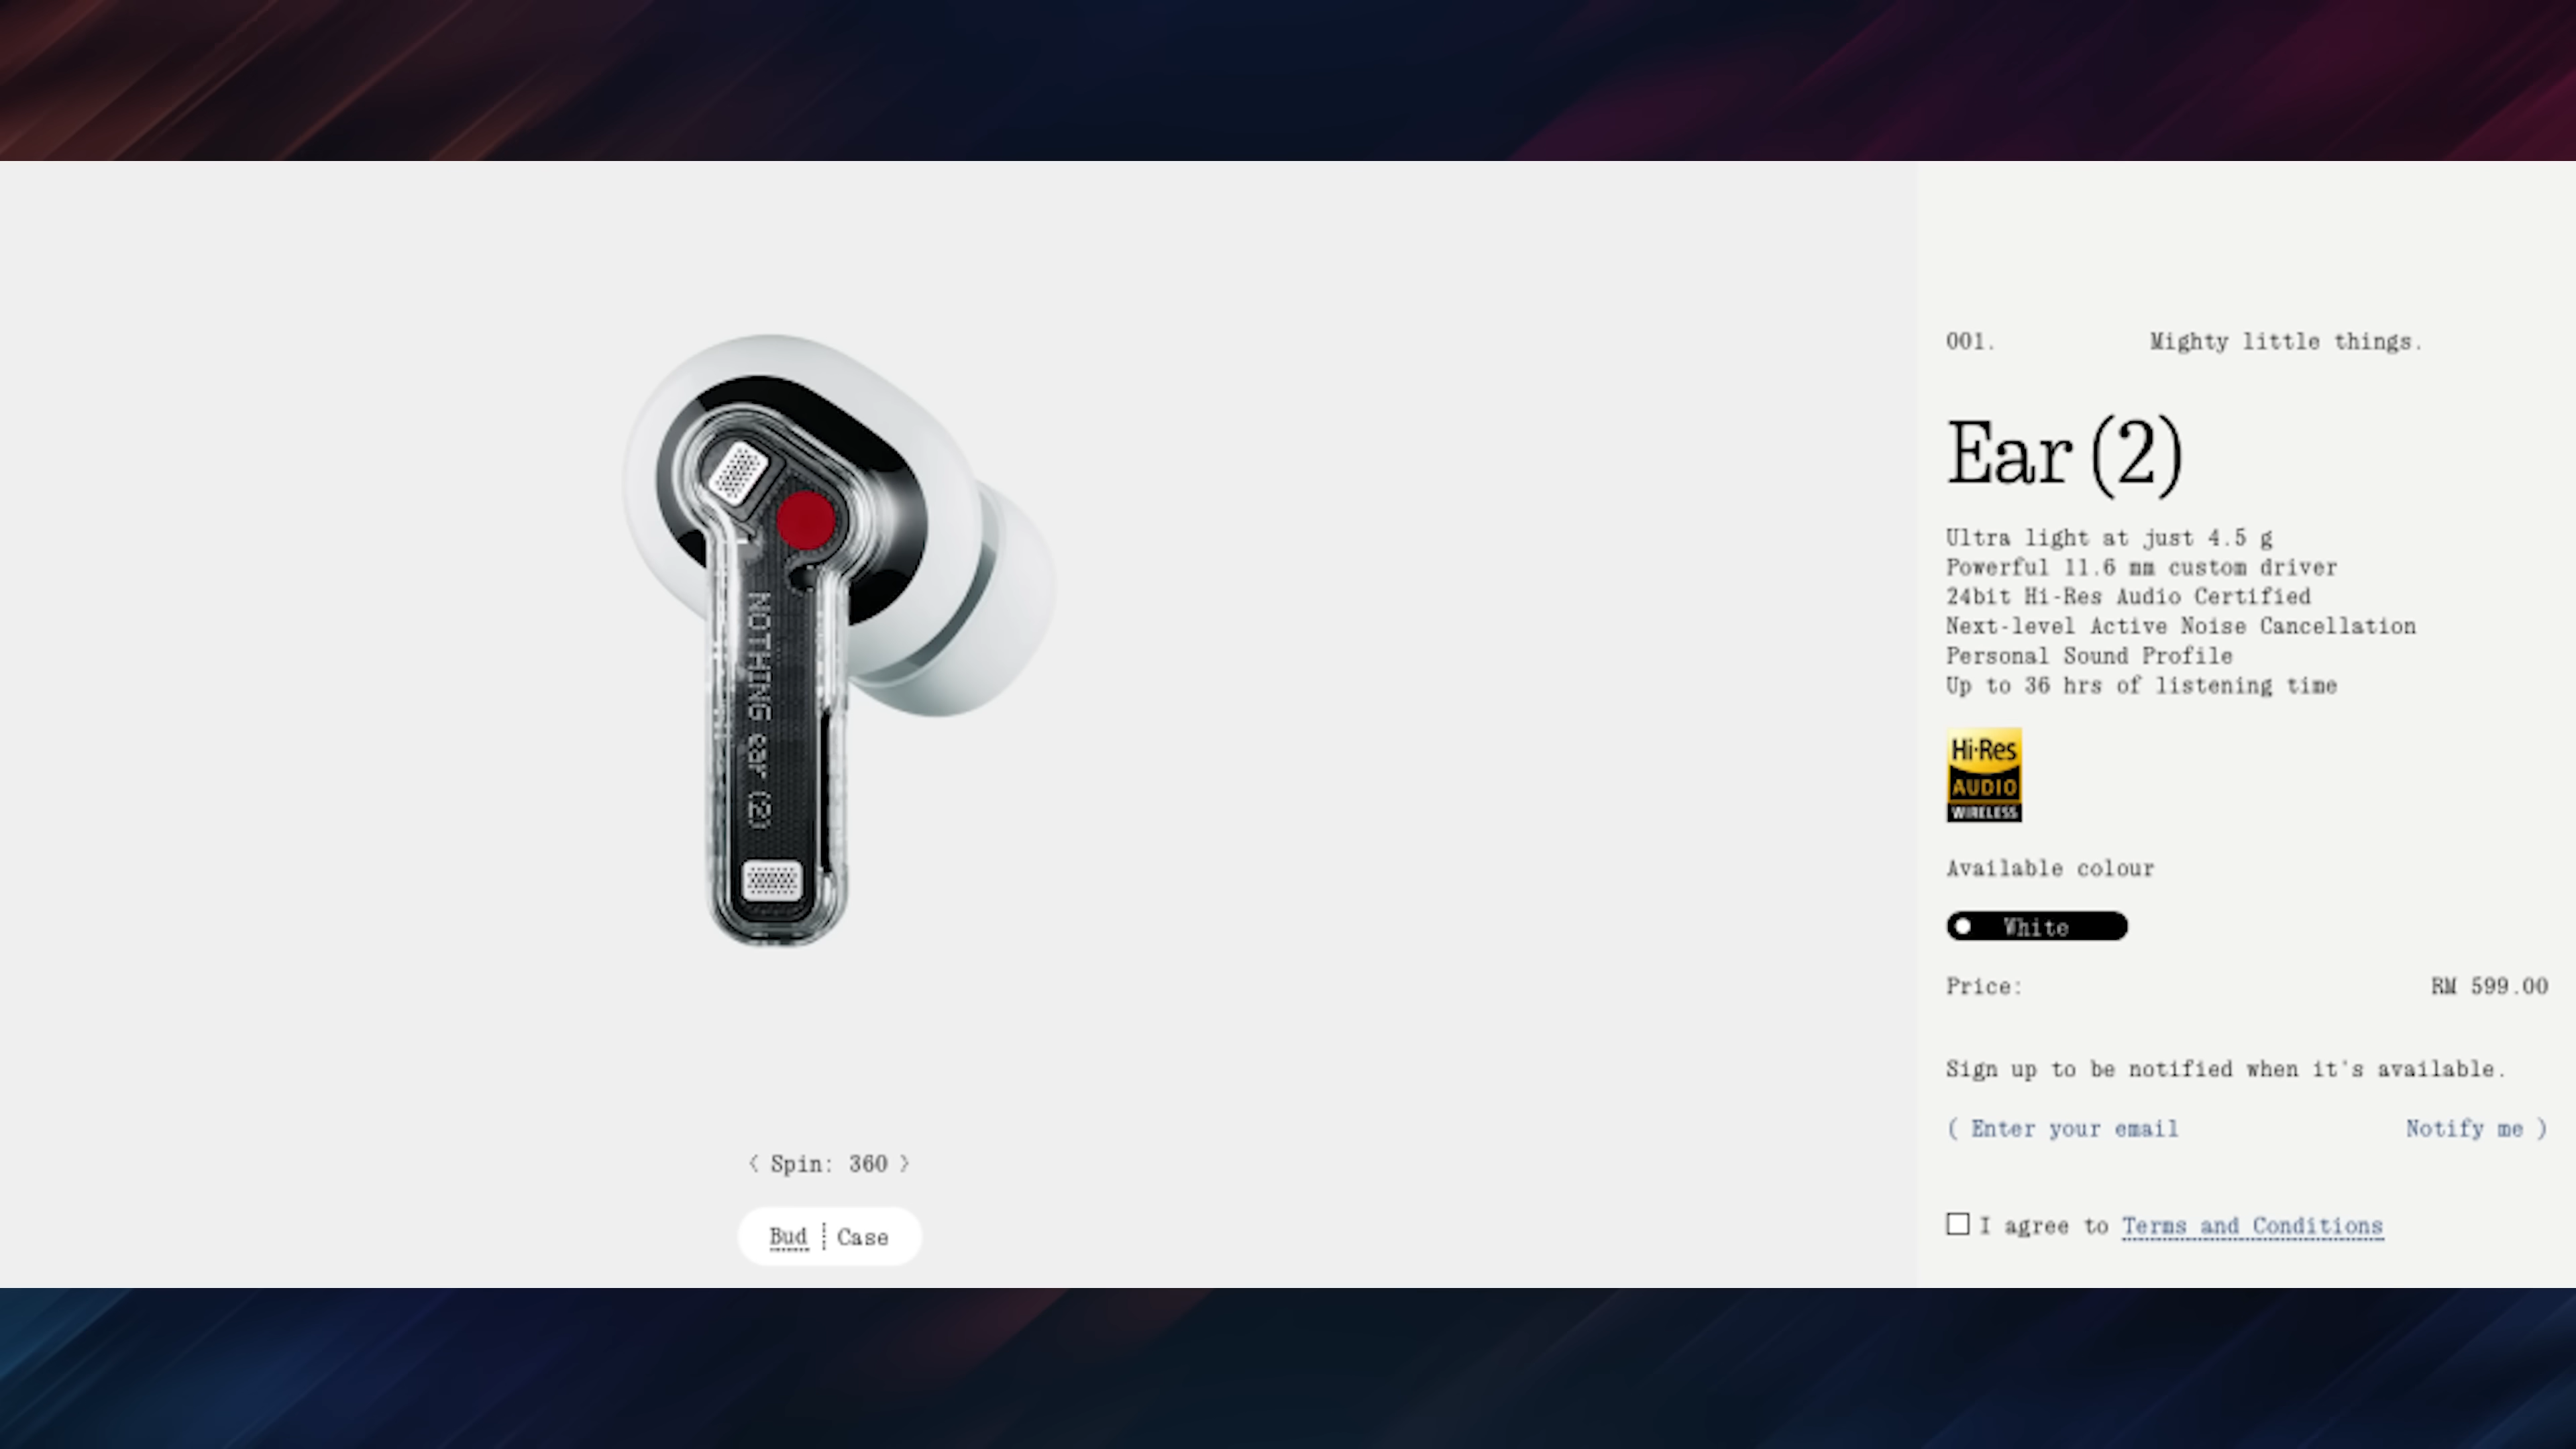 NOTHING ear (2)
001. Mighty little things.
Ear (2)
Ultra light at just 4.5 g
Powerful 11.6 mm custom driver
24bit Hi-Res Audio Certified
Next-level Active Noise Cancellation
Personal Sound Profile
Up to 36 hrs of listening time
Hi-Res
AUDIO
WIRELESS
Available colour
White
Price: RM 599.00
Sign up to be notified when it's available.
( Enter your email Notify me )
I agree to Terms and Conditions
〈 Spin: 360 〉
Bud Case